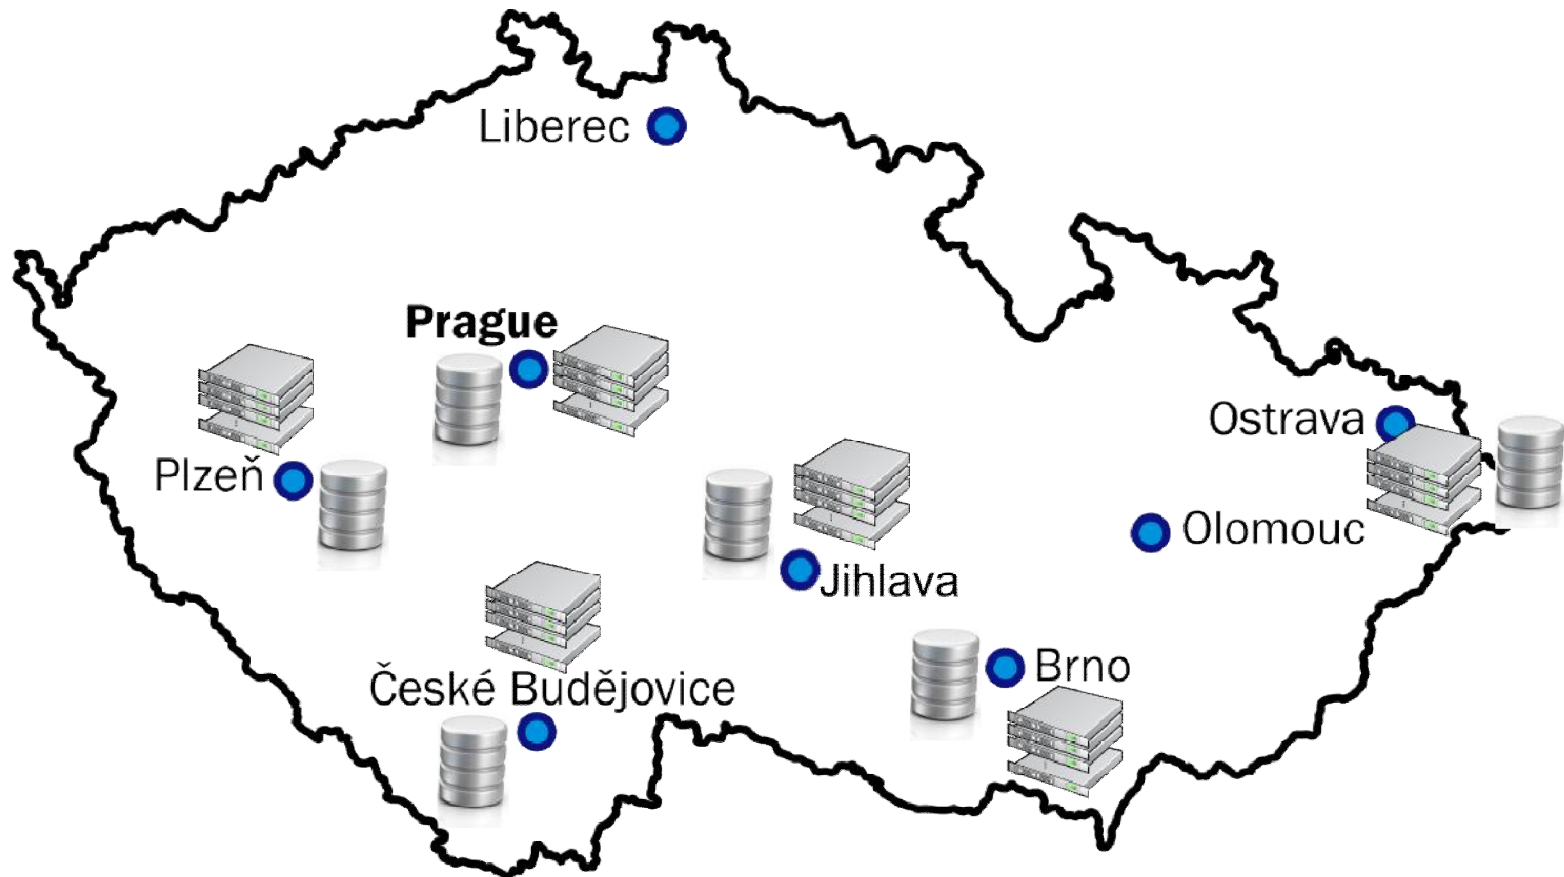 Liberec
Prague
Ostrava
Plzeň
Olomouc
Jihlava
Brno
České Budějovice